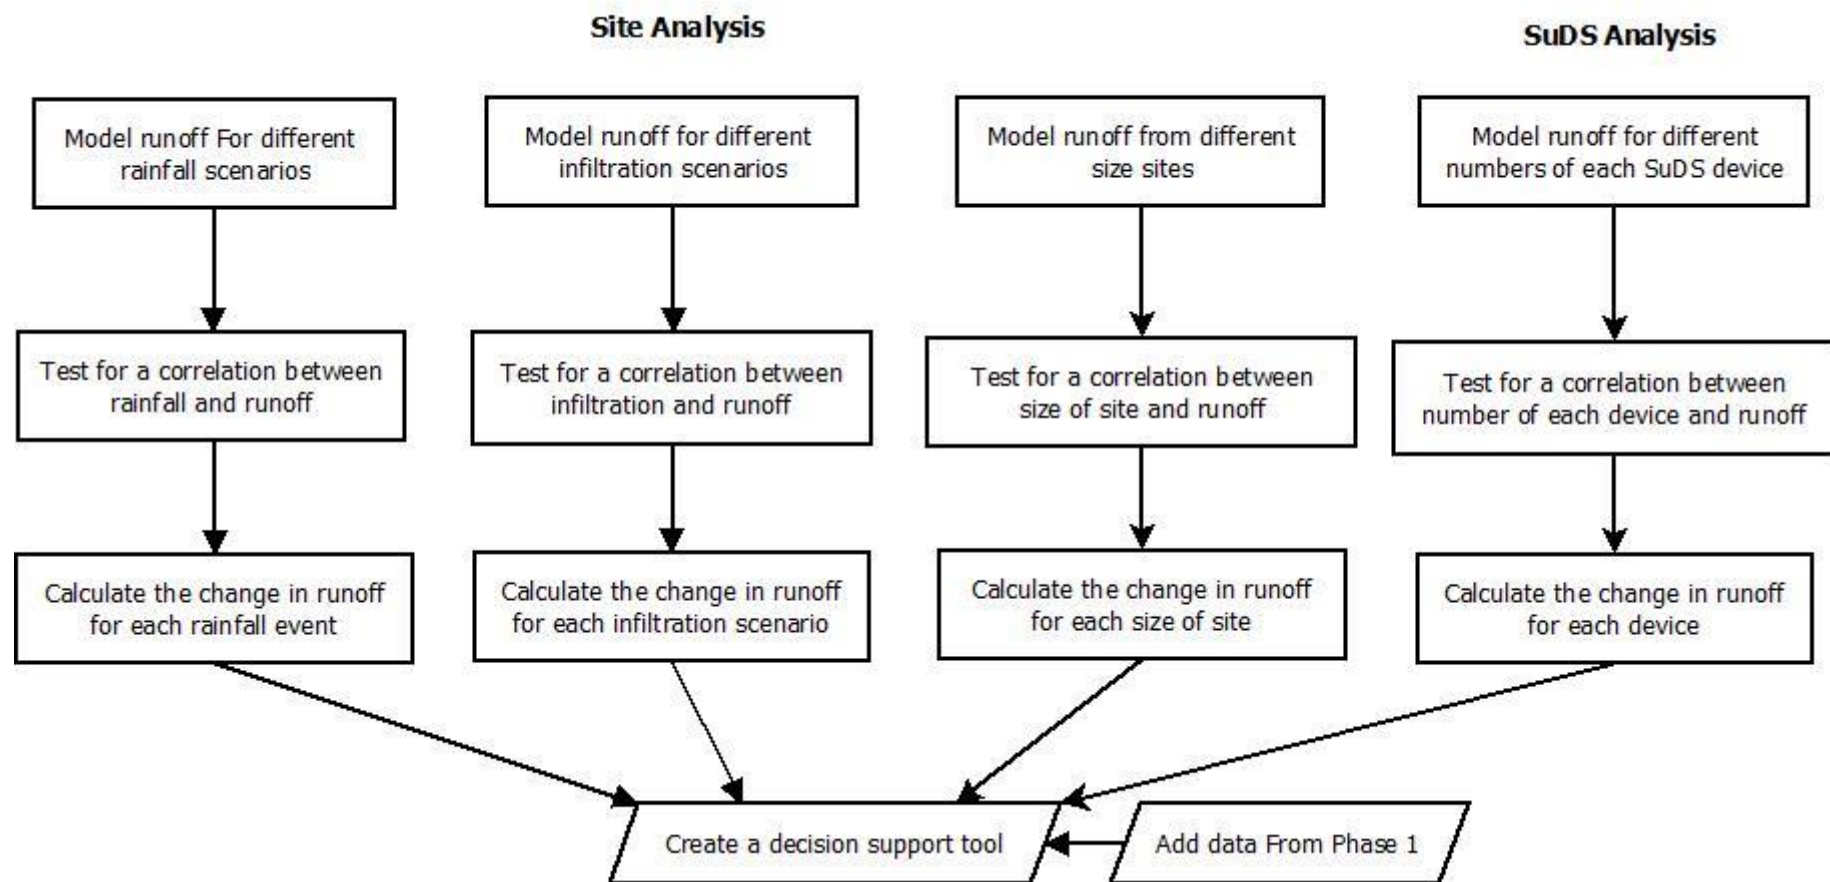 Site Analysis
SuDS Analysis
Model runoff For different
rainfall scenarios
Model runoff for different
infiltration scenarios
Model runoff from different
size sites
Model runoff for different
numbers of each SuDS device
Test for a correlation between
rainfall and runoff
Test for a correlation between
infiltration and runoff
Test for a correlation between
size of site and runoff
Test for a correlation between
number of each device and runoff
Calculate the change in runoff
for each rainfall event
Calculate the change in runoff
for each infiltration scenario
Calculate the change in runoff
for each size of site
Calculate the change in runoff
for each device
Create a decision support tool
Add data From Phase 1